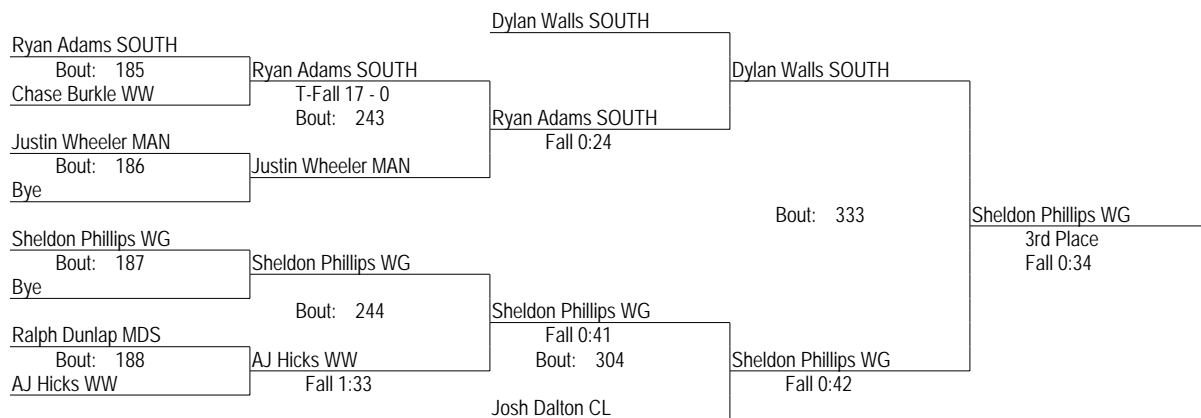 Dylan Walls SOUTH
Ryan Adams SOUTH
Bout: 185
Chase Burkle WW
Ryan Adams SOUTH
T-Fall 17 - 0
Bout: 243
Dylan Walls SOUTH
Ryan Adams SOUTH
Fall 0:24
Justin Wheeler MAN
Bout: 186
Bye
Justin Wheeler MAN
Bout: 333
Sheldon Phillips WG
3rd Place
Fall 0:34
Sheldon Phillips WG
Bout: 187
Bye
Sheldon Phillips WG
Bout: 244
Sheldon Phillips WG
Fall 0:41
Bout: 304
Ralph Dunlap MDS
Bout: 188
AJ Hicks WW
AJ Hicks WW
Fall 1:33
Sheldon Phillips WG
Fall 0:42
Josh Dalton CL